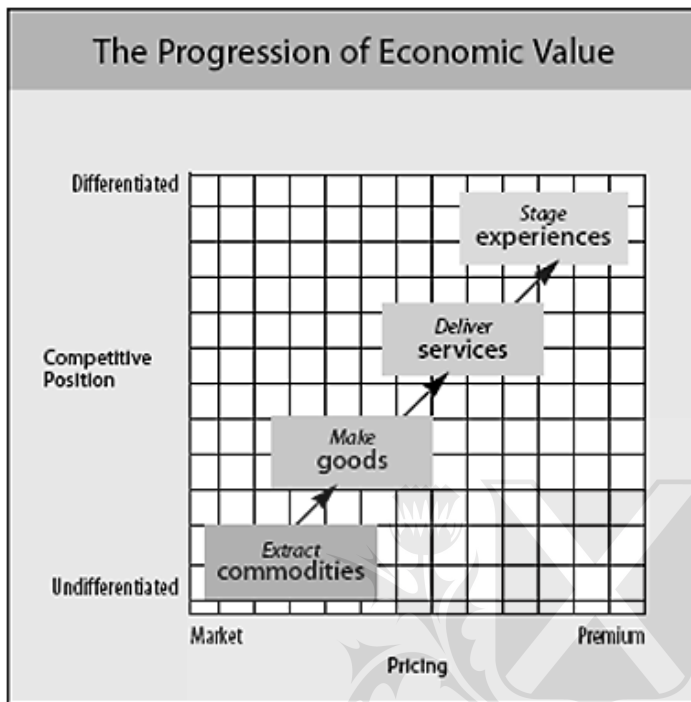 The Progression of Economic Value
Differentiated
Stage
experiences
Deliver
services
Competitive
Position
Make
goods
Extract
commodities
Undifferentiated
Market
Premium
Pricing